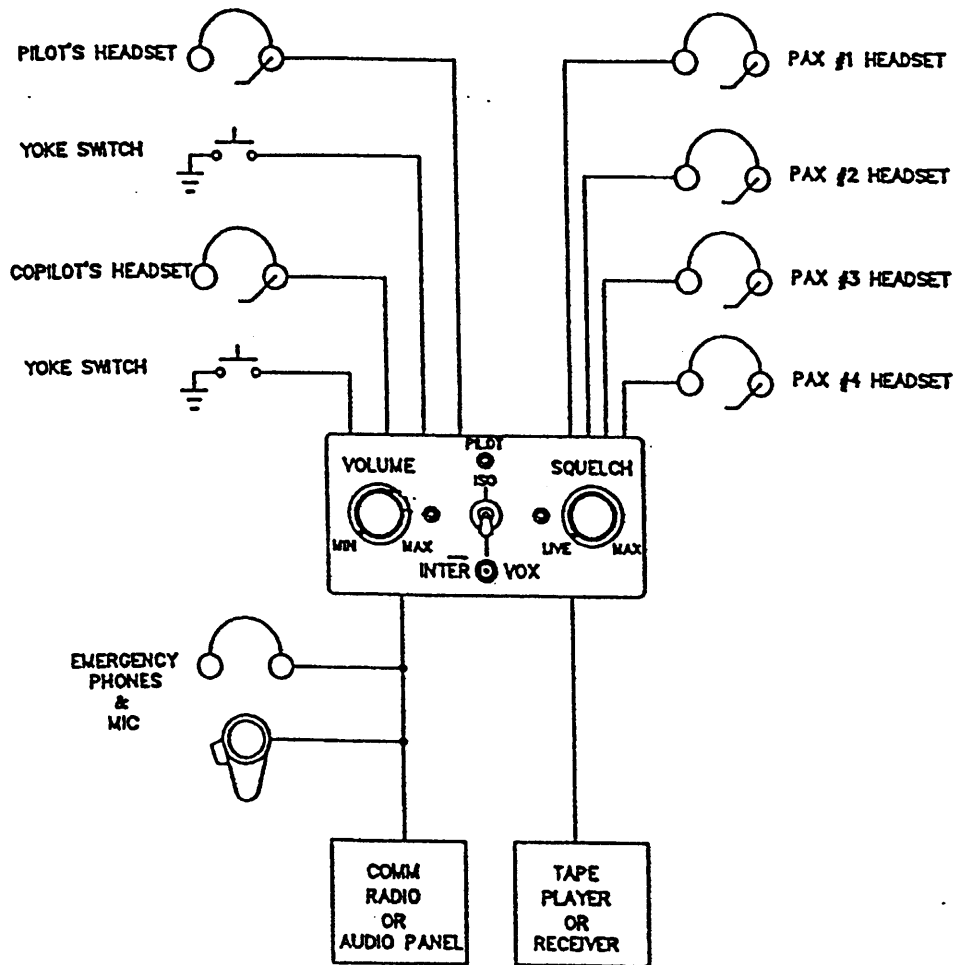 PILOT'S HEADSET
YOKE SWITCH
COPILOT'S HEADSET
YOKE SWITCH
PAX #1 HEADSET
PAX #2 HEADSET
PAX #3 HEADSET
PAX #4 HEADSET
PILOT
VOLUME
ISO
SQUELCH
MIN
MAX
LIVE
MAX
INTER
VOX
EMERGENCY
PHONES
&
MIC
COMM
RADIO
OR
AUDIO PANEL
TAPE
PLAYER
OR
RECEIVER